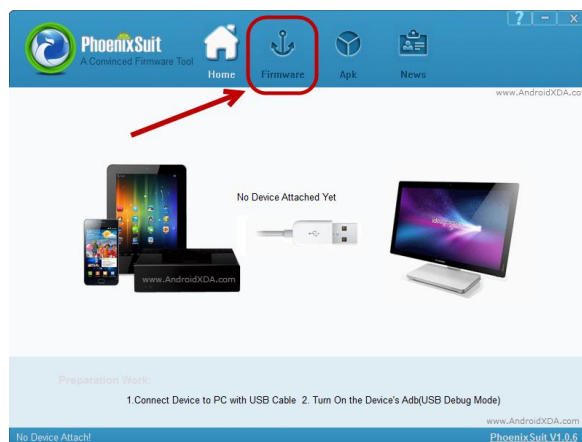 ? - x
PhoenixSuit
A Convinced Firmware Tool
Home
Firmware
Apk
News
www.AndroidXDA.co
No Device Attached Yet
www.AndroidXDA.com
Preparation Work:
1.Connect Device to PC with USB Cable 2. Turn On the Device's Adb(USB Debug Mode)
www.AndroidXDA.com
No Device Attach!
PhoenixSuit V1.0.6